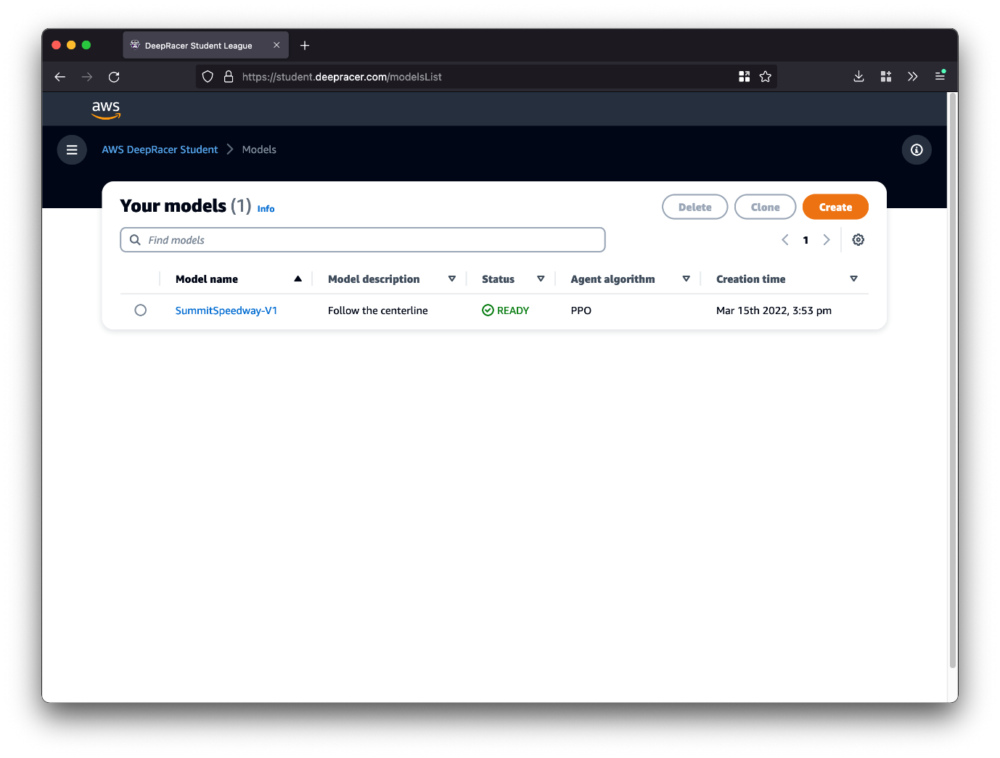 DeepRacer Student League
https://student.deepracer.com/modelsList
aws
AWS DeepRacer Student > Models
Your models (1) Info
Delete
Clone
Create
Find models
1
Model name
Model description
Status
Agent algorithm
Creation time
SummitSpeedway-V1
Follow the centerline
READY
PPO
Mar 15th 2022, 3:53 pm